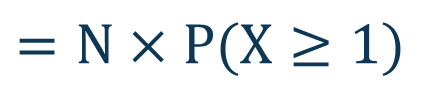 = N × P(X ≥ 1)